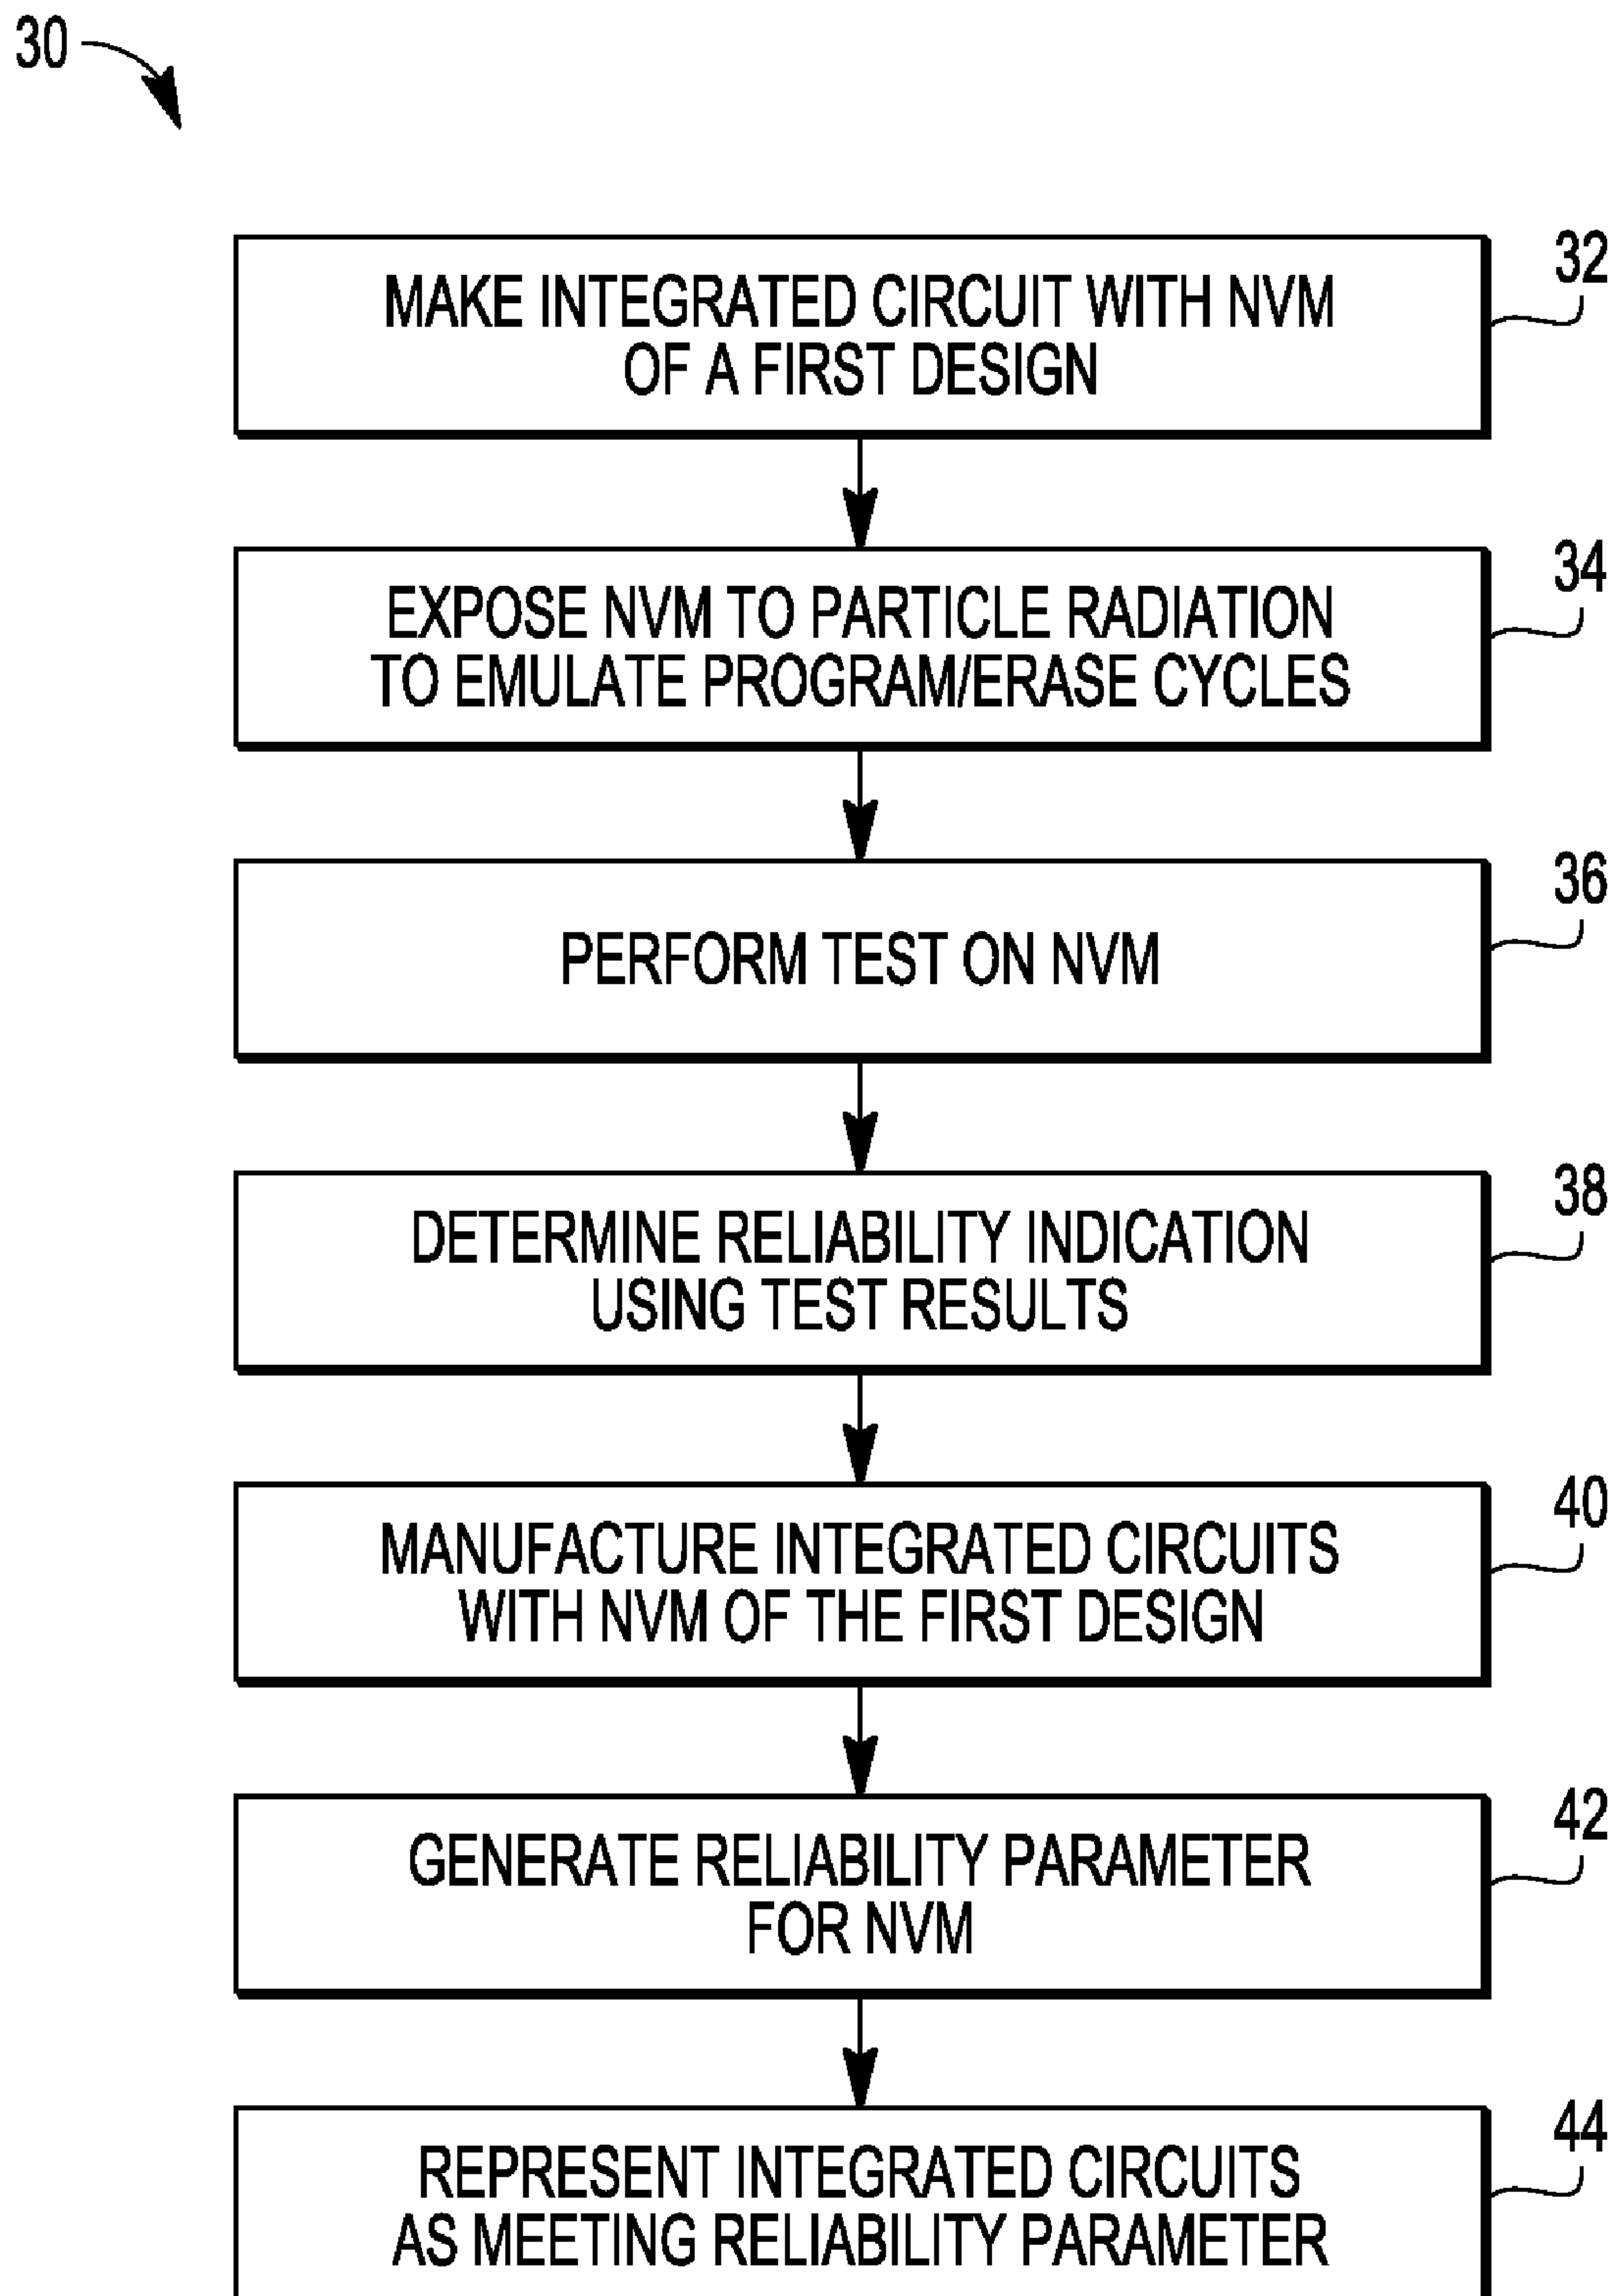 30
32
MAKE INTEGRATED CIRCUIT WITH NVM
OF A FIRST DESIGN
34
EXPOSE NVM TO PARTICLE RADIATION
TO EMULATE PROGRAM/ERASE CYCLES
36
PERFORM TEST ON NVM
38
DETERMINE RELIABILITY INDICATION
USING TEST RESULTS
40
MANUFACTURE INTEGRATED CIRCUITS
WITH NVM OF THE FIRST DESIGN
42
GENERATE RELIABILITY PARAMETER
FOR NVM
44
REPRESENT INTEGRATED CIRCUITS
AS MEETING RELIABILITY PARAMETER